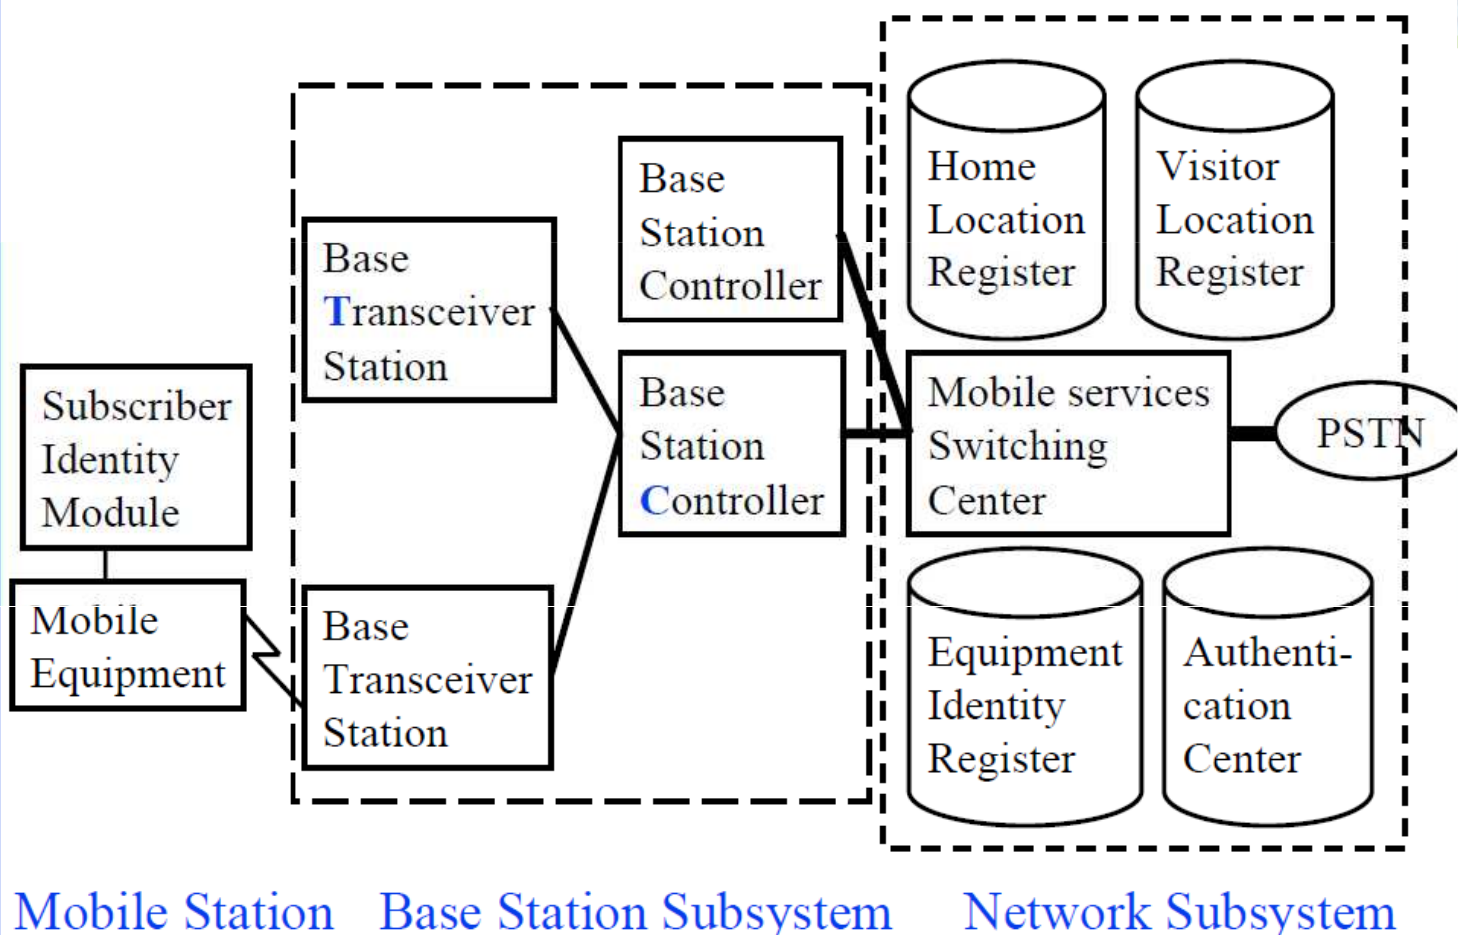 Subscriber
Identity
Module
Mobile
Equipment
Base
Transceiver
Station
Base
Transceiver
Station
Base
Station
Controller
Base
Station
Controller
Home
Location
Register
Visitor
Location
Register
Mobile services
Switching
Center
PSTN
Equipment
Identity
Register
Authenti-
cation
Center
Mobile Station
Base Station Subsystem
Network Subsystem